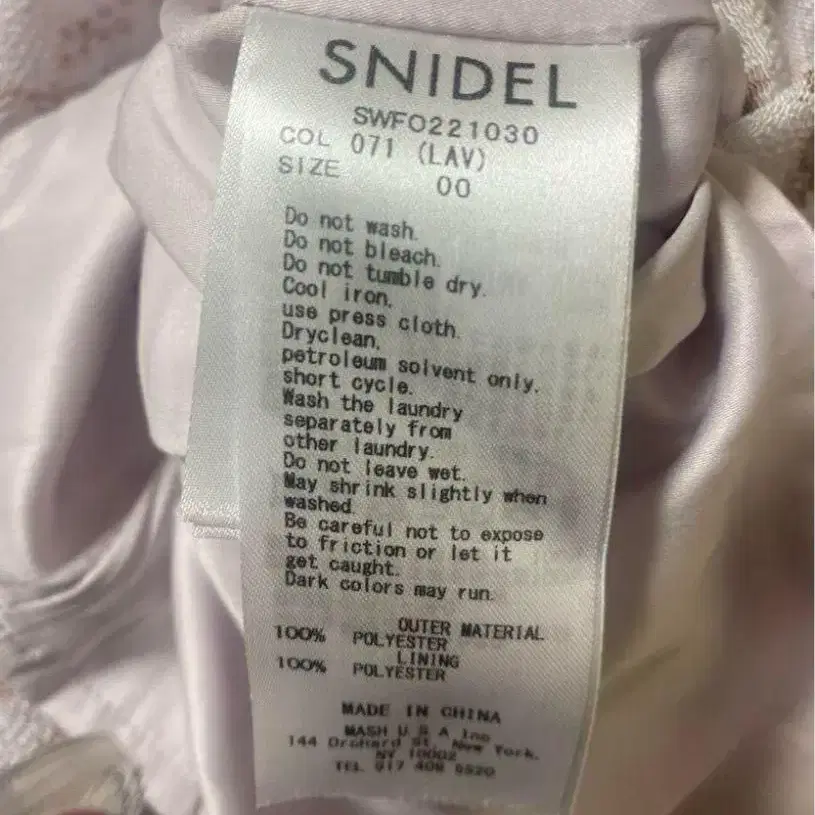 SNIDEL
SWFO221030
COL 071 (LAV)
SIZE 00
Do not wash.
Do not bleach.
Do not tumble dry.
Cool iron,
use press cloth.
Dryclean,
petroleum solvent only.
short cycle.
Wash the laundry
separately from
other laundry.
Do not leave wet.
May shrink slightly when
washed.
Be careful not to expose
to friction or let it
get caught.
Dark colors may run.
OUTER MATERIAL
100% POLYESTER
LINING
100% POLYESTER
MADE IN CHINA
MASH U S A Inc
144 Orchard St. New York.
NY 10002
TEL